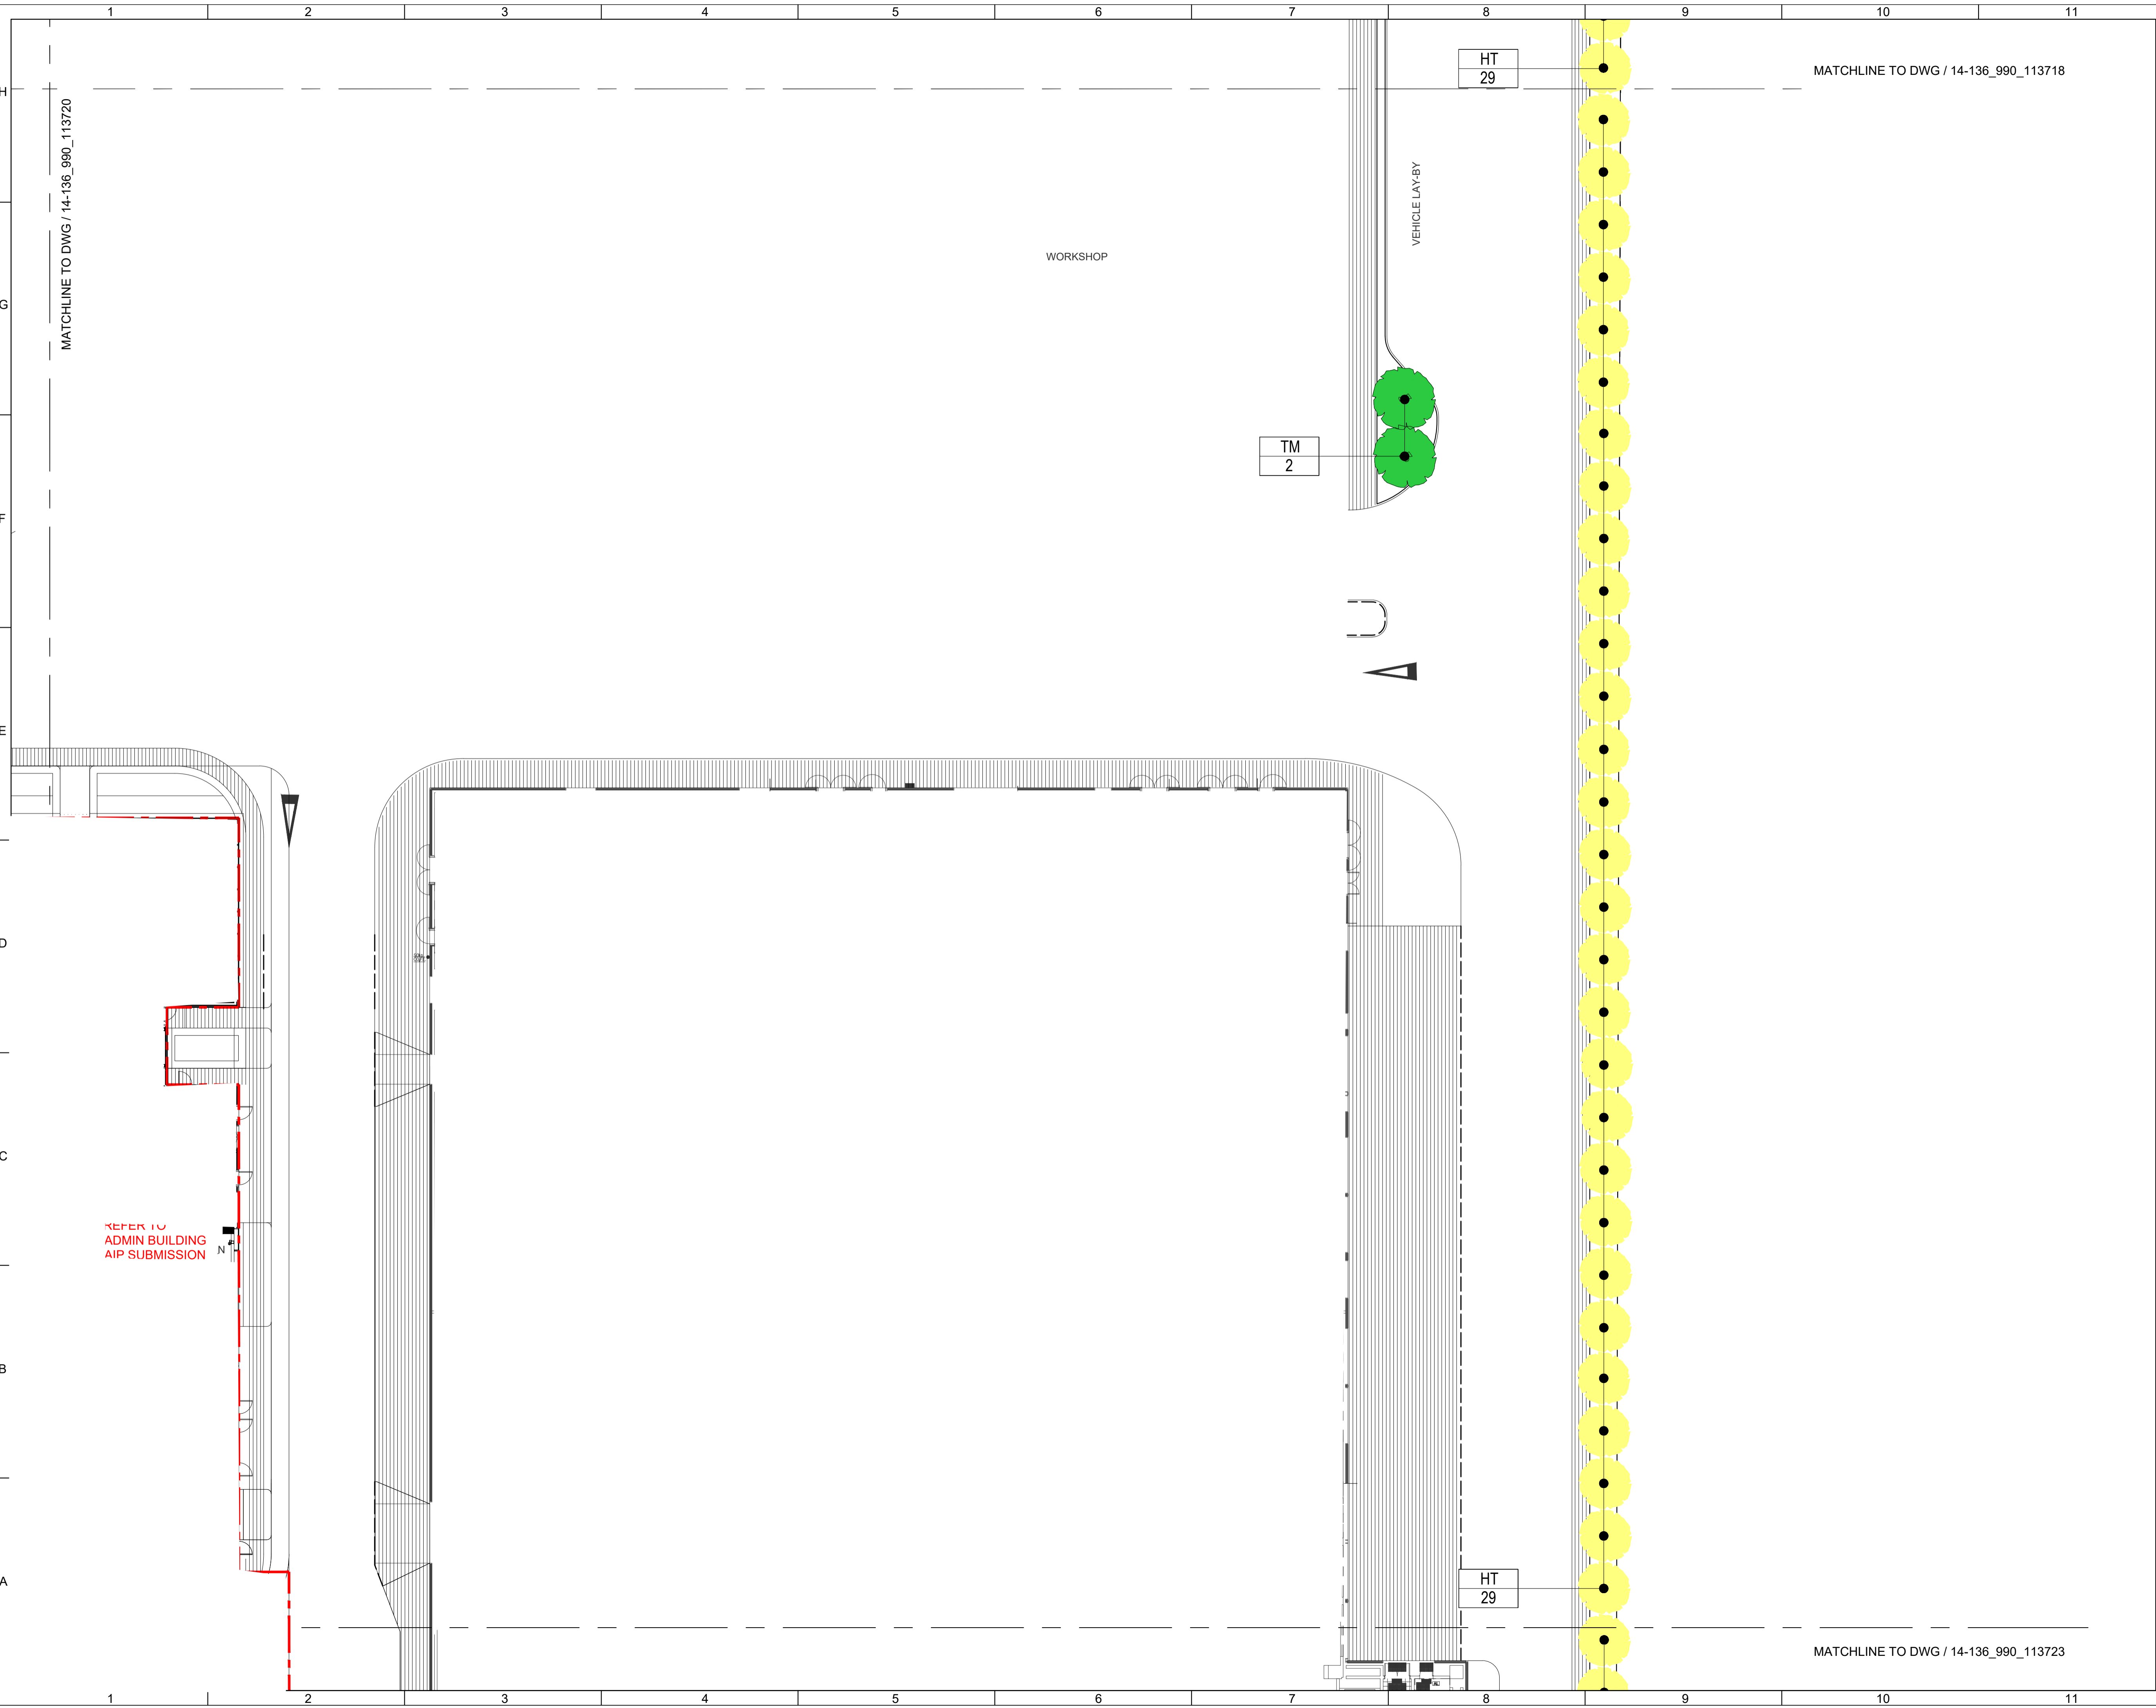 1 2 3 4 5 6 7 8 9 10 11
H
G
F
E
D
C
B
A
MATCHLINE TO DWG / 14-136_990_113720
HT
29
MATCHLINE TO DWG / 14-136_990_113718
VEHICLE LAY-BY
WORKSHOP
TM
2
REFER TO
ADMIN BUILDING
AIP SUBMISSION
N
HT
29
MATCHLINE TO DWG / 14-136_990_113723
1 2 3 4 5 6 7 8 9 10 11